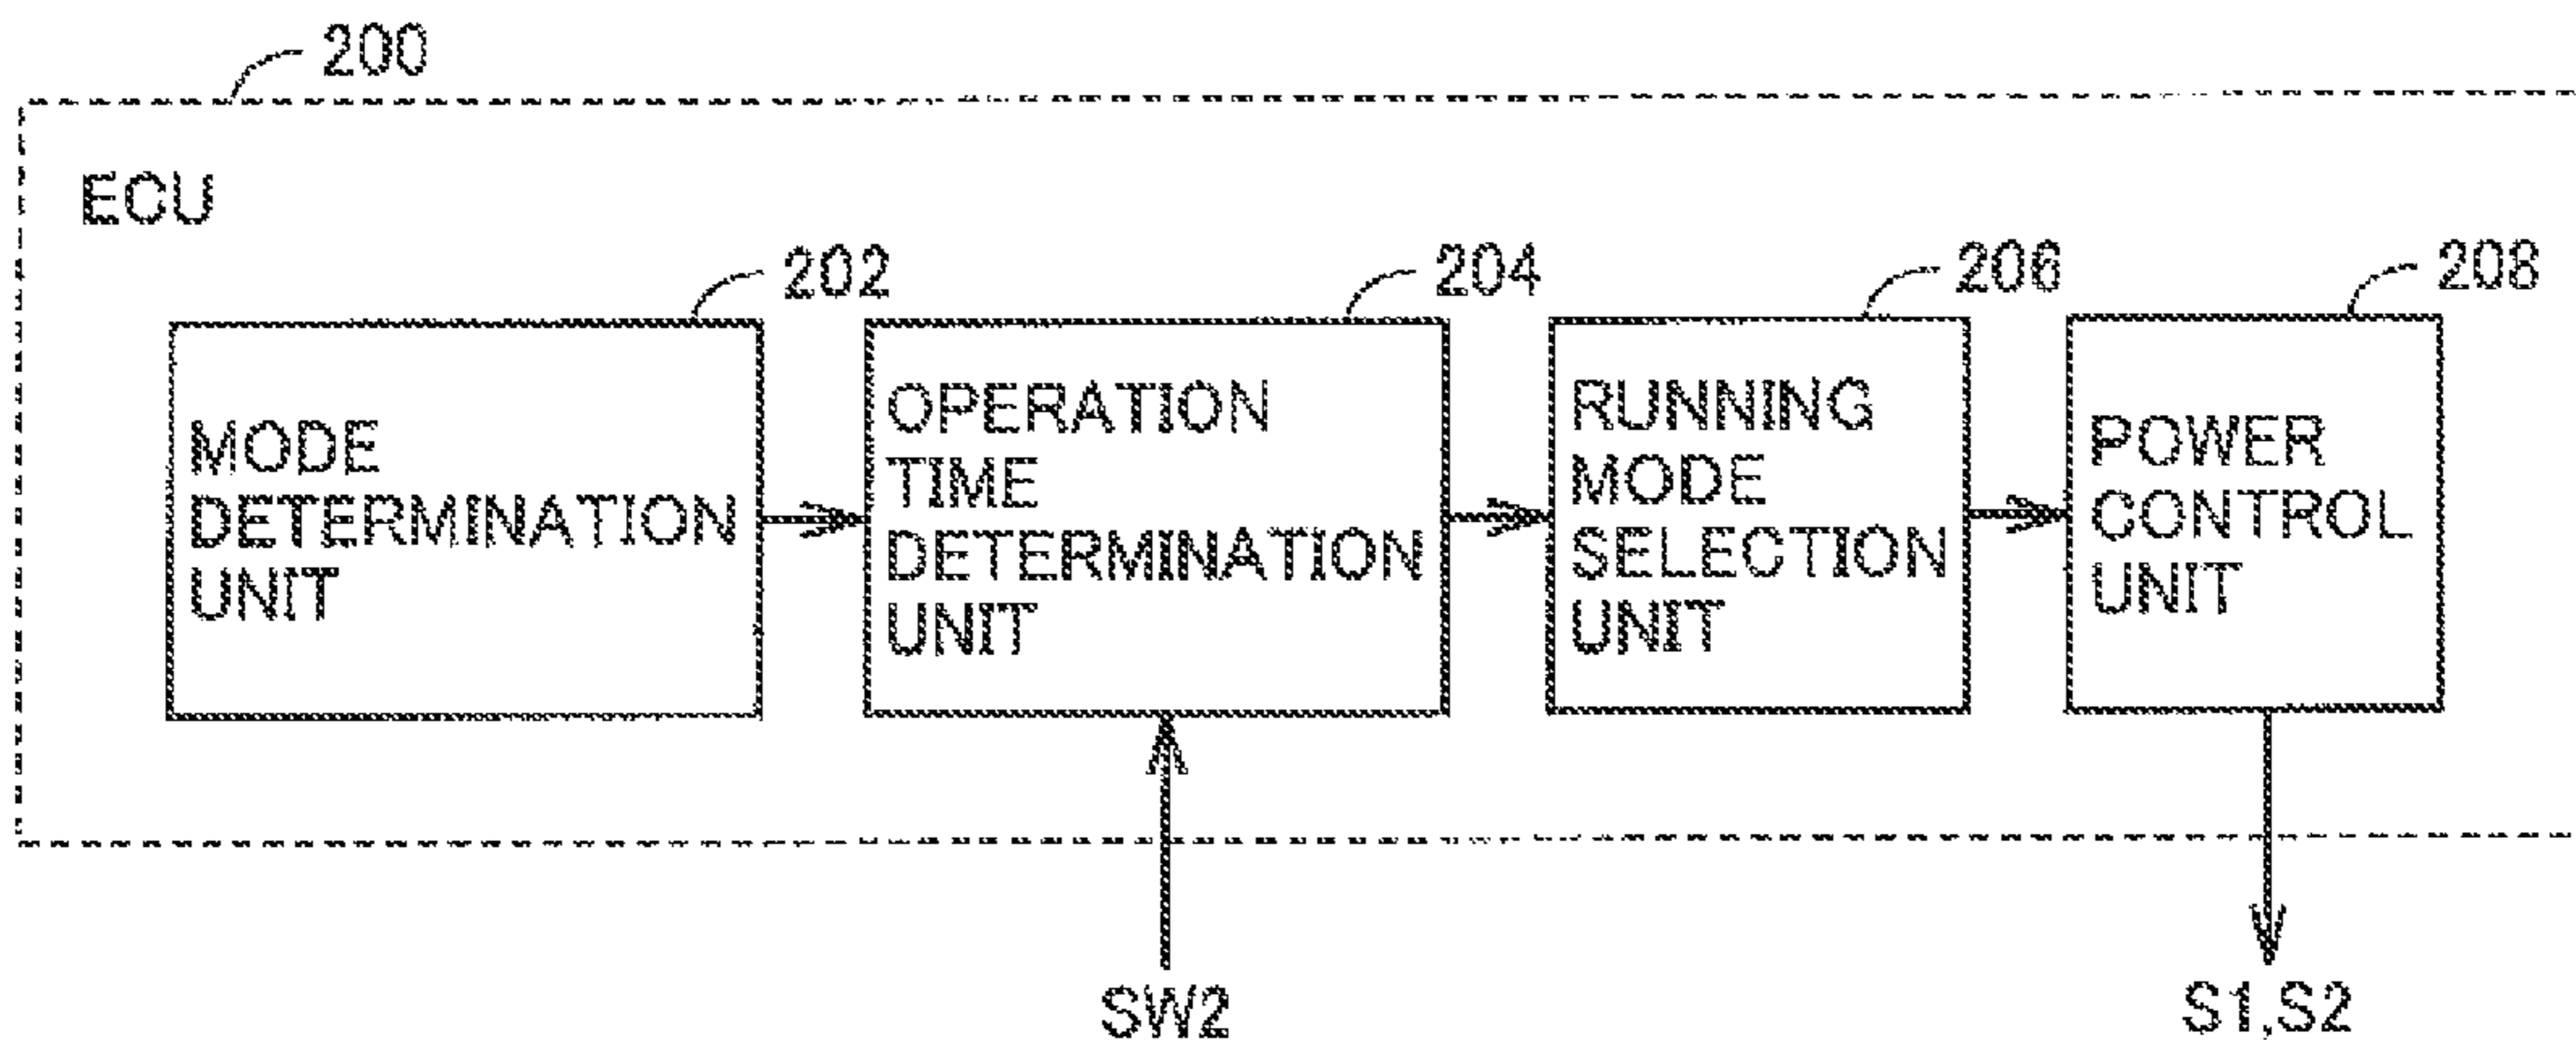 200
ECU
202
204
206
208
MODE
DETERMINATION
UNIT
OPERATION
TIME
DETERMINATION
UNIT
RUNNING
MODE
SELECTION
UNIT
POWER
CONTROL
UNIT
SW2
S1,S2